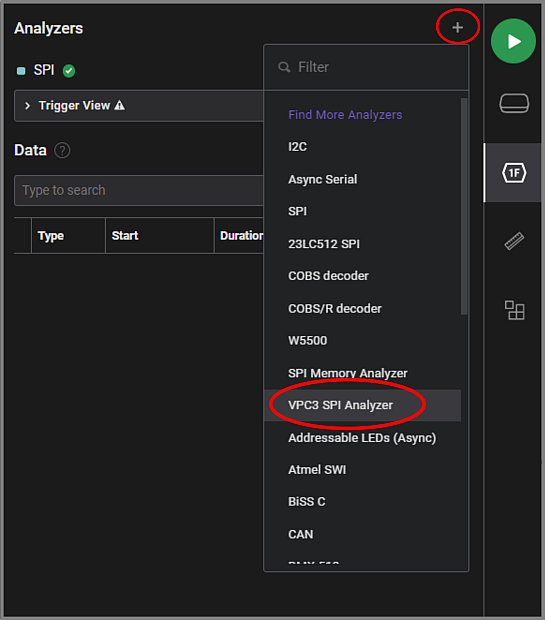 Analyzers
SPI
Trigger View
Data
Type to search
Type
Start
Duration
Filter
Find More Analyzers
I2C
Async Serial
SPI
23LC512 SPI
COBS decoder
COBS/R decoder
W5500
SPI Memory Analyzer
VPC3 SPI Analyzer
Addressable LEDs (Async)
Atmel SWI
BiSS C
CAN
1F